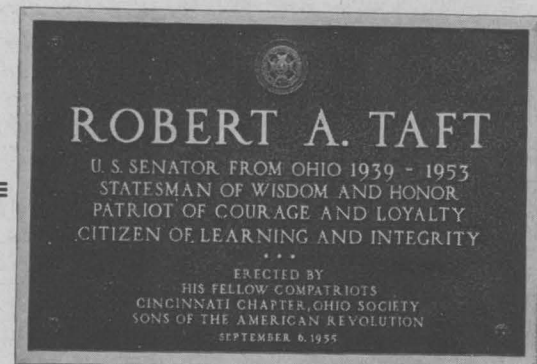 ROBERT A. TAFT
U. S. SENATOR FROM OHIO 1939 - 1953
STATESMAN OF WISDOM AND HONOR
PATRIOT OF COURAGE AND LOYALTY
CITIZEN OF LEARNING AND INTEGRITY
• • •
ERECTED BY
HIS FELLOW COMPATRIOTS
CINCINNATI CHAPTER, OHIO SOCIETY
SONS OF THE AMERICAN REVOLUTION
SEPTEMBER 6, 1955